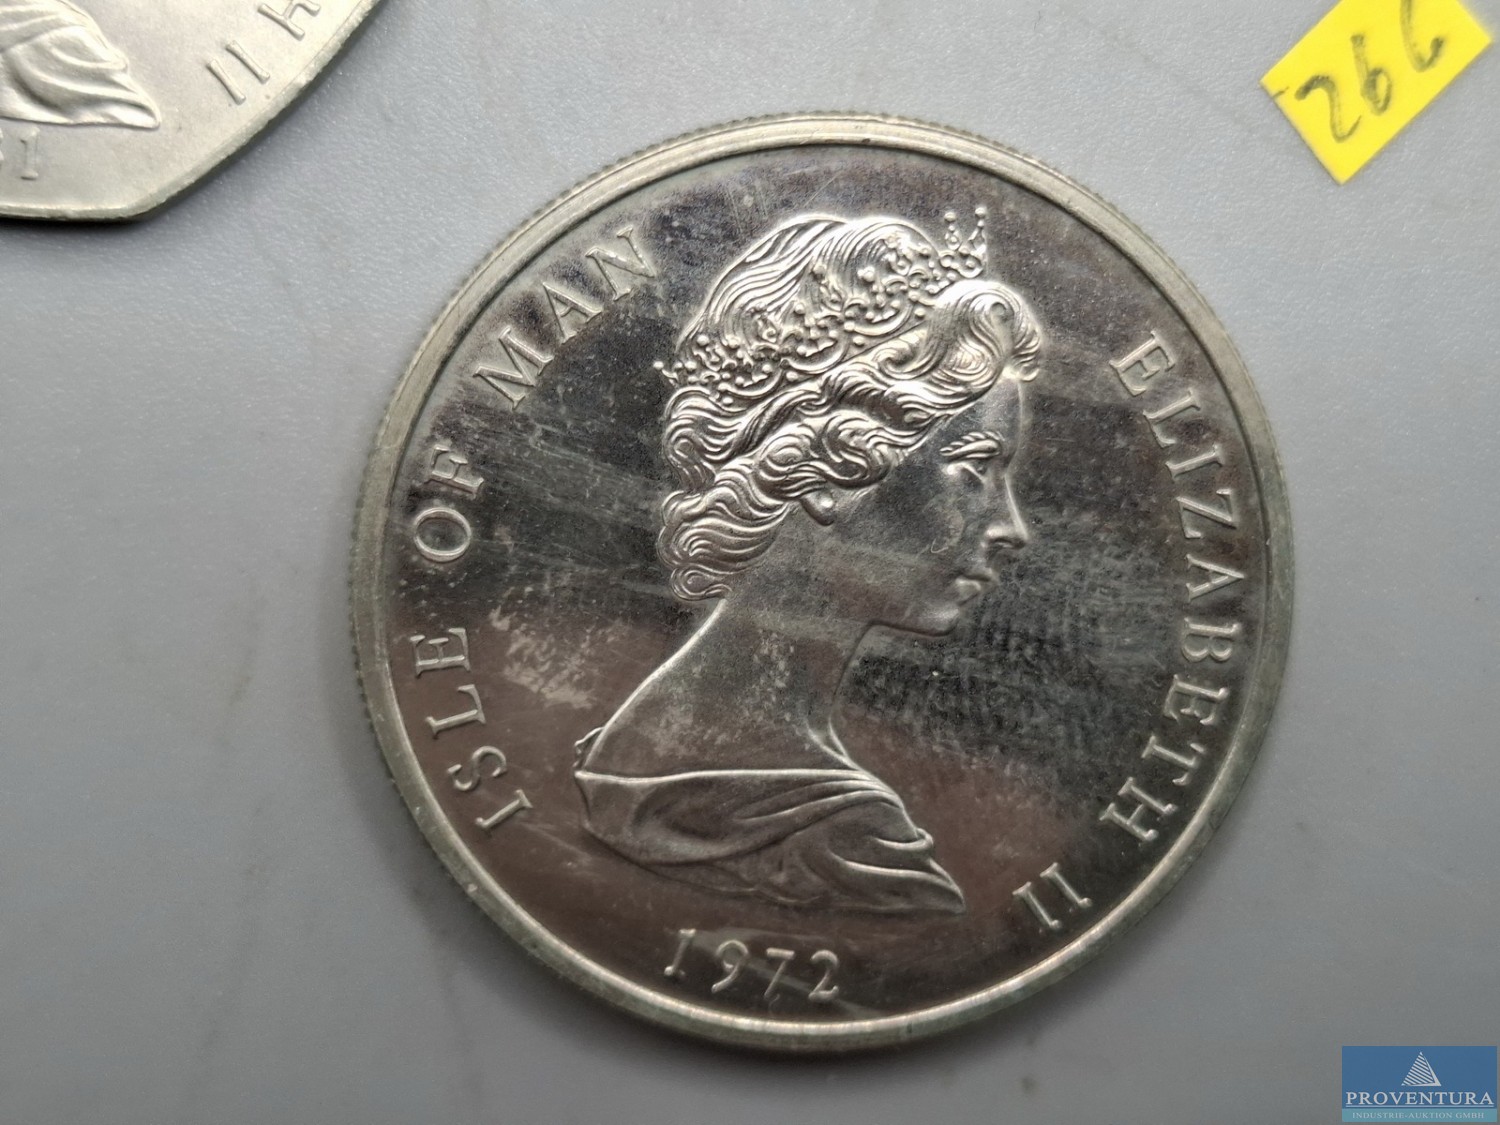 II H
266
ISLE OF MAN
ELIZABETH II
1972
PROVENTURA
INDUSTRIE-AUKTION GMBH